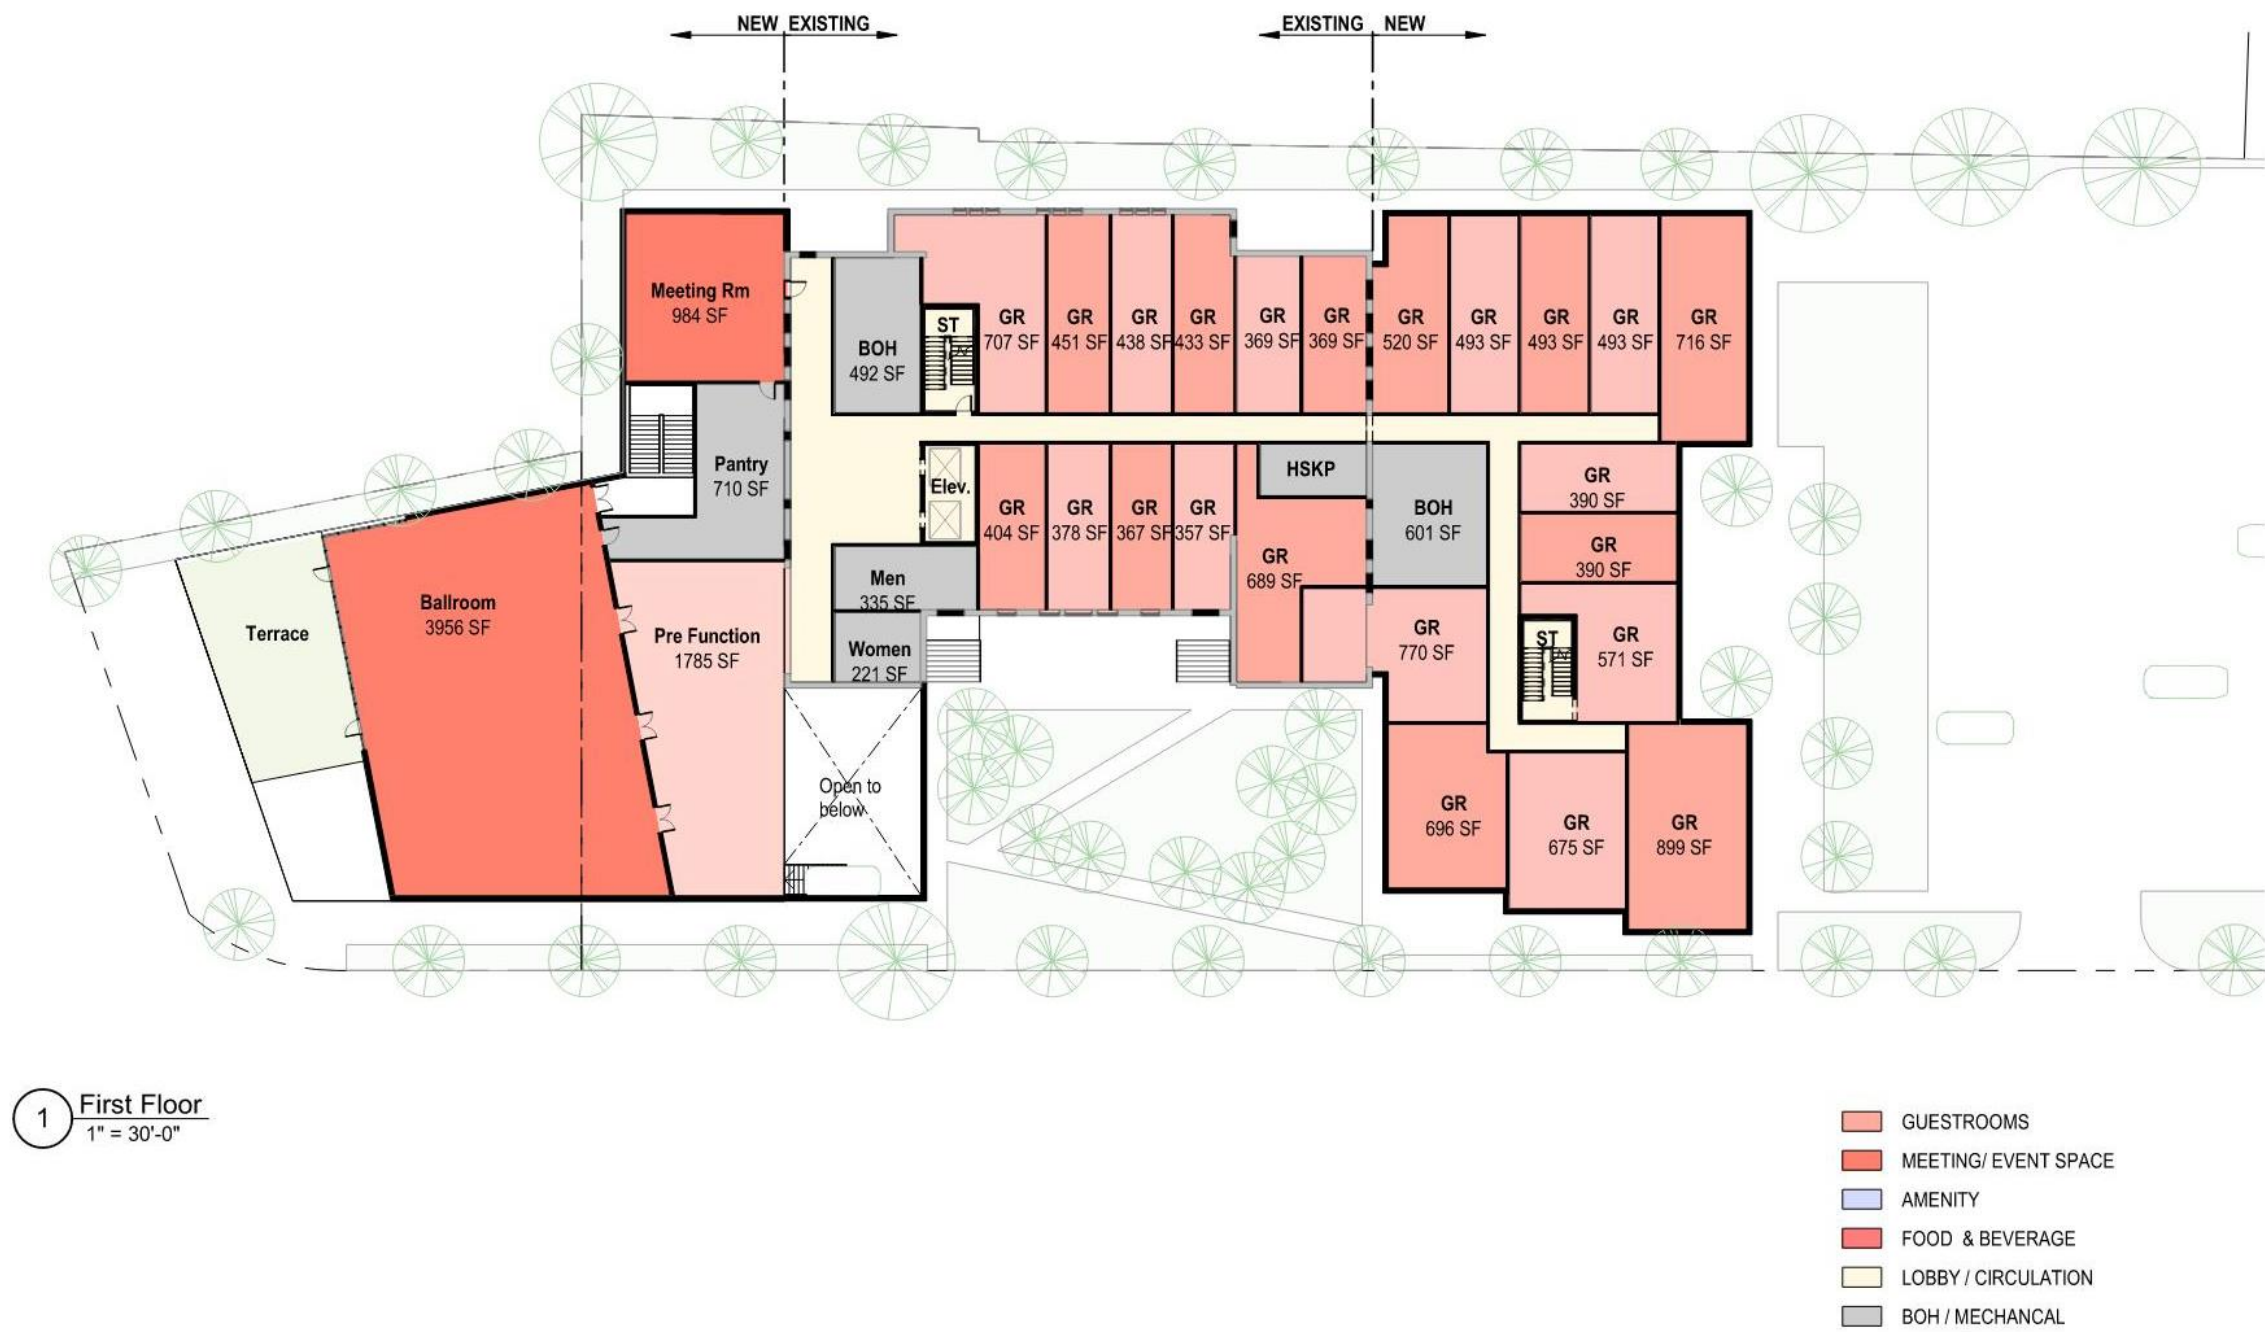 NEW EXISTING
EXISTING NEW
Meeting Rm
984 SF
BOH
492 SF
ST
GR
707 SF
GR
451 SF
GR
438 SF
GR
433 SF
GR
369 SF
GR
369 SF
GR
520 SF
GR
493 SF
GR
493 SF
GR
493 SF
GR
716 SF
Pantry
710 SF
Elev.
GR
404 SF
GR
378 SF
GR
367 SF
GR
357 SF
HSKP
GR
689 SF
BOH
601 SF
GR
390 SF
GR
390 SF
Terrace
Ballroom
3956 SF
Pre Function
1785 SF
Men
335 SF
Women
221 SF
GR
770 SF
ST
GR
571 SF
Open to
below
GR
696 SF
GR
675 SF
GR
899 SF
1
First Floor
1" = 30'-0"
GUESTROOMS
MEETING/ EVENT SPACE
AMENITY
FOOD & BEVERAGE
LOBBY / CIRCULATION
BOH / MECHANCAL